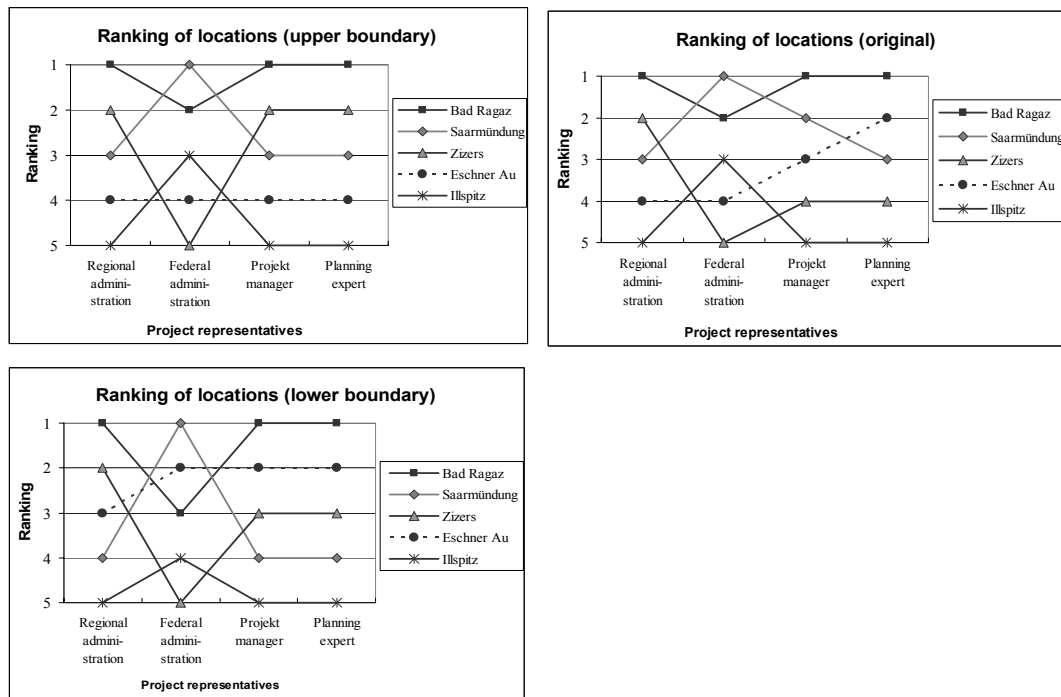 Ranking of locations (upper boundary)
1
2
3
4
5
Ranking
Regional
admini-
stration
Federal
admini-
stration
Projekt
manager
Planning
expert
Project representatives
Bad Ragaz
Saarmündung
Zizers
Eschner Au
Illspitz
Ranking of locations (original)
1
2
3
4
5
Ranking
Regional
admini-
stration
Federal
admini-
stration
Projekt
manager
Planning
expert
Project representatives
Bad Ragaz
Saarmündung
Zizers
Eschner Au
Illspitz
Ranking of locations (lower boundary)
1
2
3
4
5
Ranking
Regional
admini-
stration
Federal
admini-
stration
Projekt
manager
Planning
expert
Project representatives
Bad Ragaz
Saarmündung
Zizers
Eschner Au
Illspitz